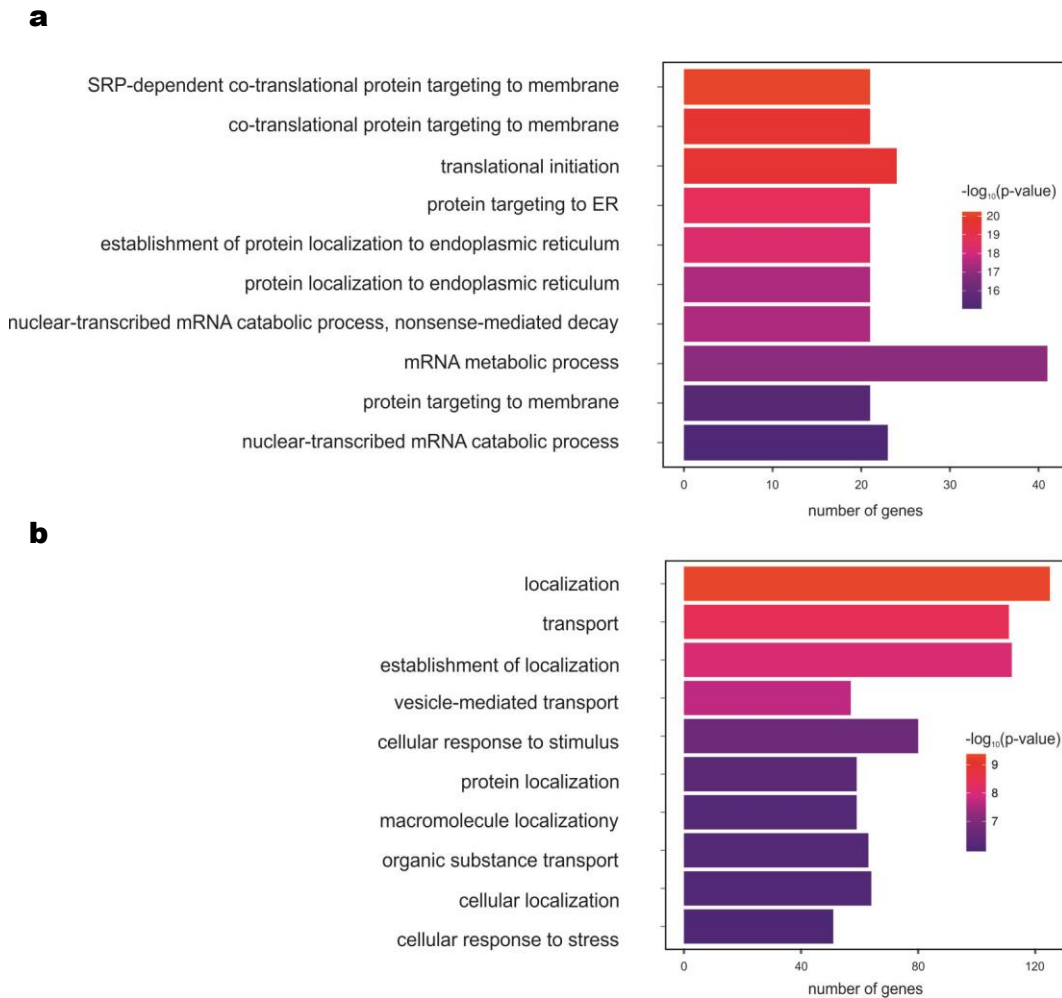 a
SRP-dependent co-translational protein targeting to membrane
co-translational protein targeting to membrane
translational initiation
protein targeting to ER
establishment of protein localization to endoplasmic reticulum
protein localization to endoplasmic reticulum
nuclear-transcribed mRNA catabolic process, nonsense-mediated decay
mRNA metabolic process
protein targeting to membrane
nuclear-transcribed mRNA catabolic process
-log₁₀(p-value)
20
19
18
17
16
0 10 20 30 40
number of genes
b
localization
transport
establishment of localization
vesicle-mediated transport
cellular response to stimulus
protein localization
macromolecule localizationy
organic substance transport
cellular localization
cellular response to stress
-log₁₀(p-value)
9
8
7
0 40 80 120
number of genes